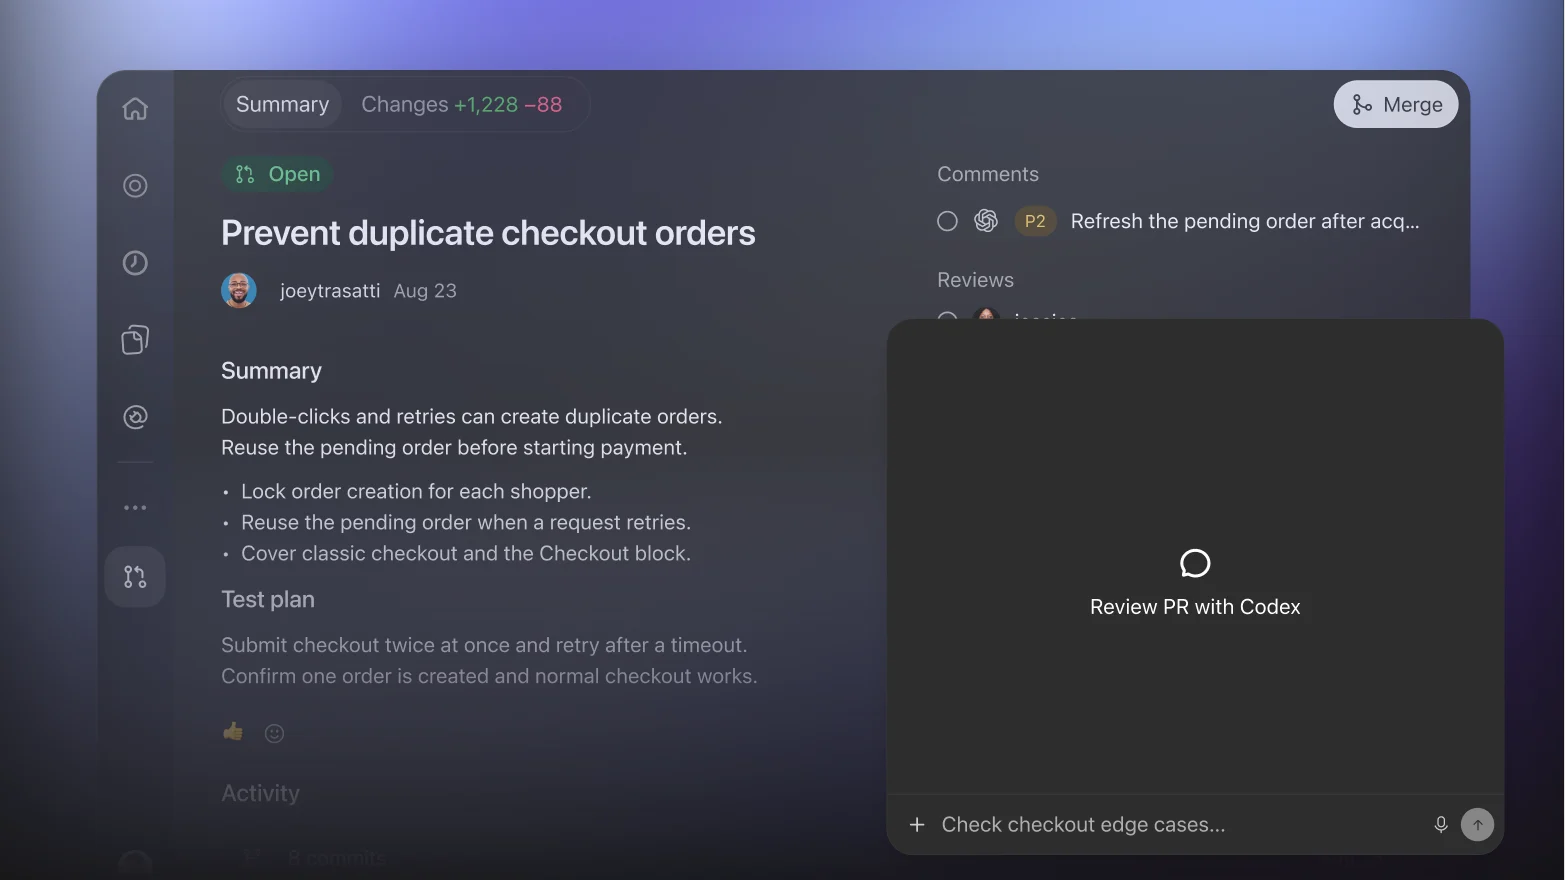 Summary
Changes +1,228 −88
Merge
Open
Prevent duplicate checkout orders
joeytrasatti Aug 23
Summary
Double-clicks and retries can create duplicate orders.
Reuse the pending order before starting payment.
• Lock order creation for each shopper.
• Reuse the pending order when a request retries.
• Cover classic checkout and the Checkout block.
Test plan
Submit checkout twice at once and retry after a timeout.
Confirm one order is created and normal checkout works.
Activity
8 commits
Comments
P2 Refresh the pending order after acq...
Reviews
Review PR with Codex
Check checkout edge cases...